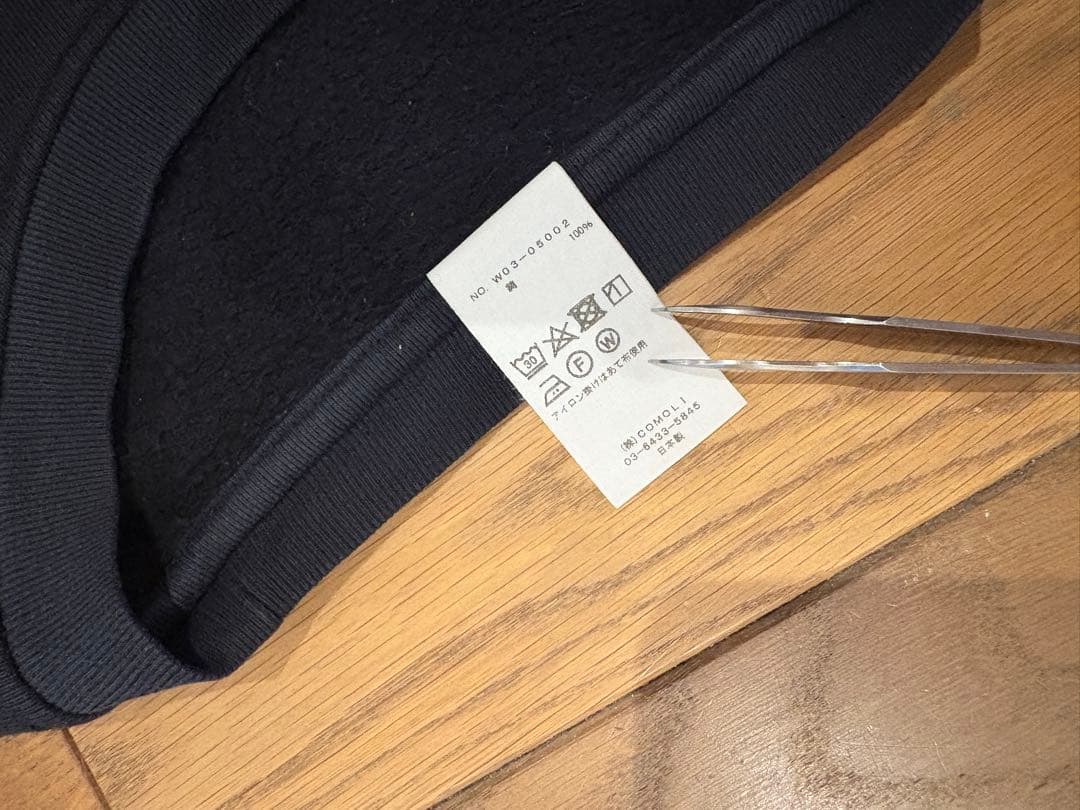 NO. W03-05002
綿 100%
30
F W
アイロン掛けはあて布使用
(株)COMOLI
03-6433-5845
日本製